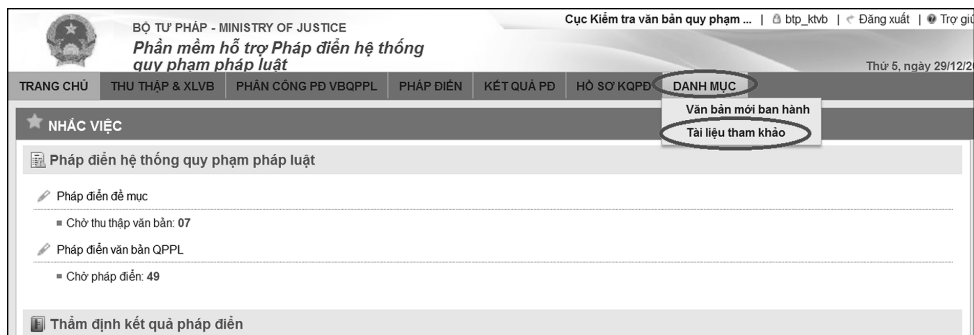 Cục Kiểm tra văn bản quy phạm ... | btp_ktvb | Đăng xuất | Trợ giú
BỘ TƯ PHÁP - MINISTRY OF JUSTICE
Phần mềm hỗ trợ Pháp điển hệ thống
quy phạm pháp luật
Thứ 5, ngày 29/12/2
TRANG CHỦ THU THẬP & XLVB PHÂN CÔNG PĐ VBQPPL PHÁP ĐIỂN KẾT QUẢ PĐ HỒ SƠ KQPĐ DANH MỤC
Văn bản mới ban hành
Tài liệu tham khảo
NHẮC VIỆC
Pháp điển hệ thống quy phạm pháp luật
Pháp điển đề mục
Chờ thu thập văn bản: 07
Pháp điển văn bản QPPL
Chờ pháp điển: 49
Thẩm định kết quả pháp điển